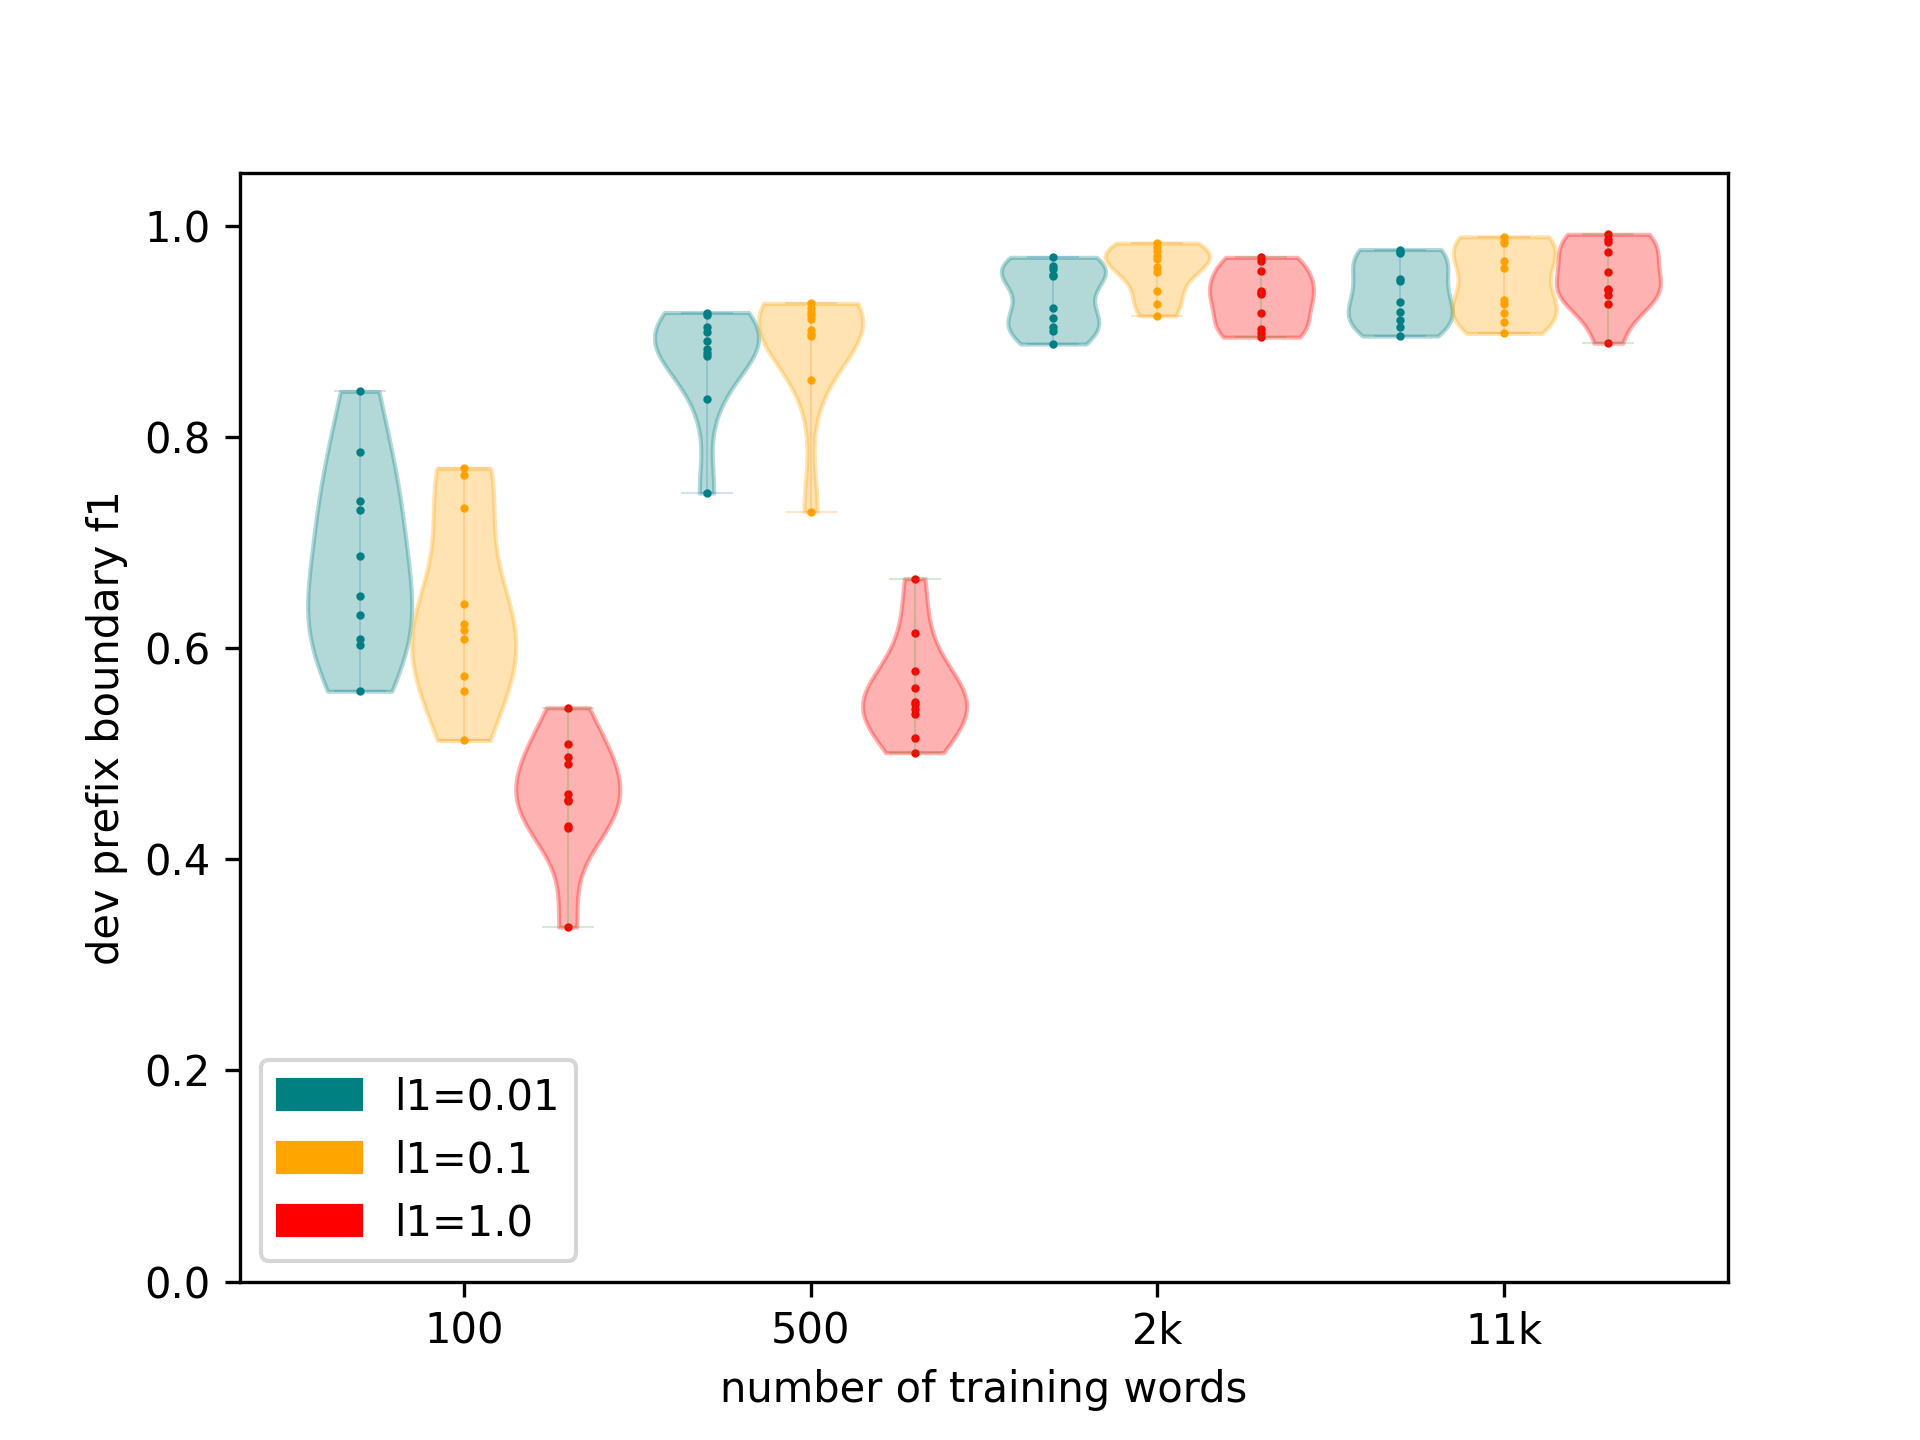 1.0
0.8
0.6
0.4
0.2
0.0
dev prefix boundary f1
l1=0.01
l1=0.1
l1=1.0
100 500 2k 11k
number of training words